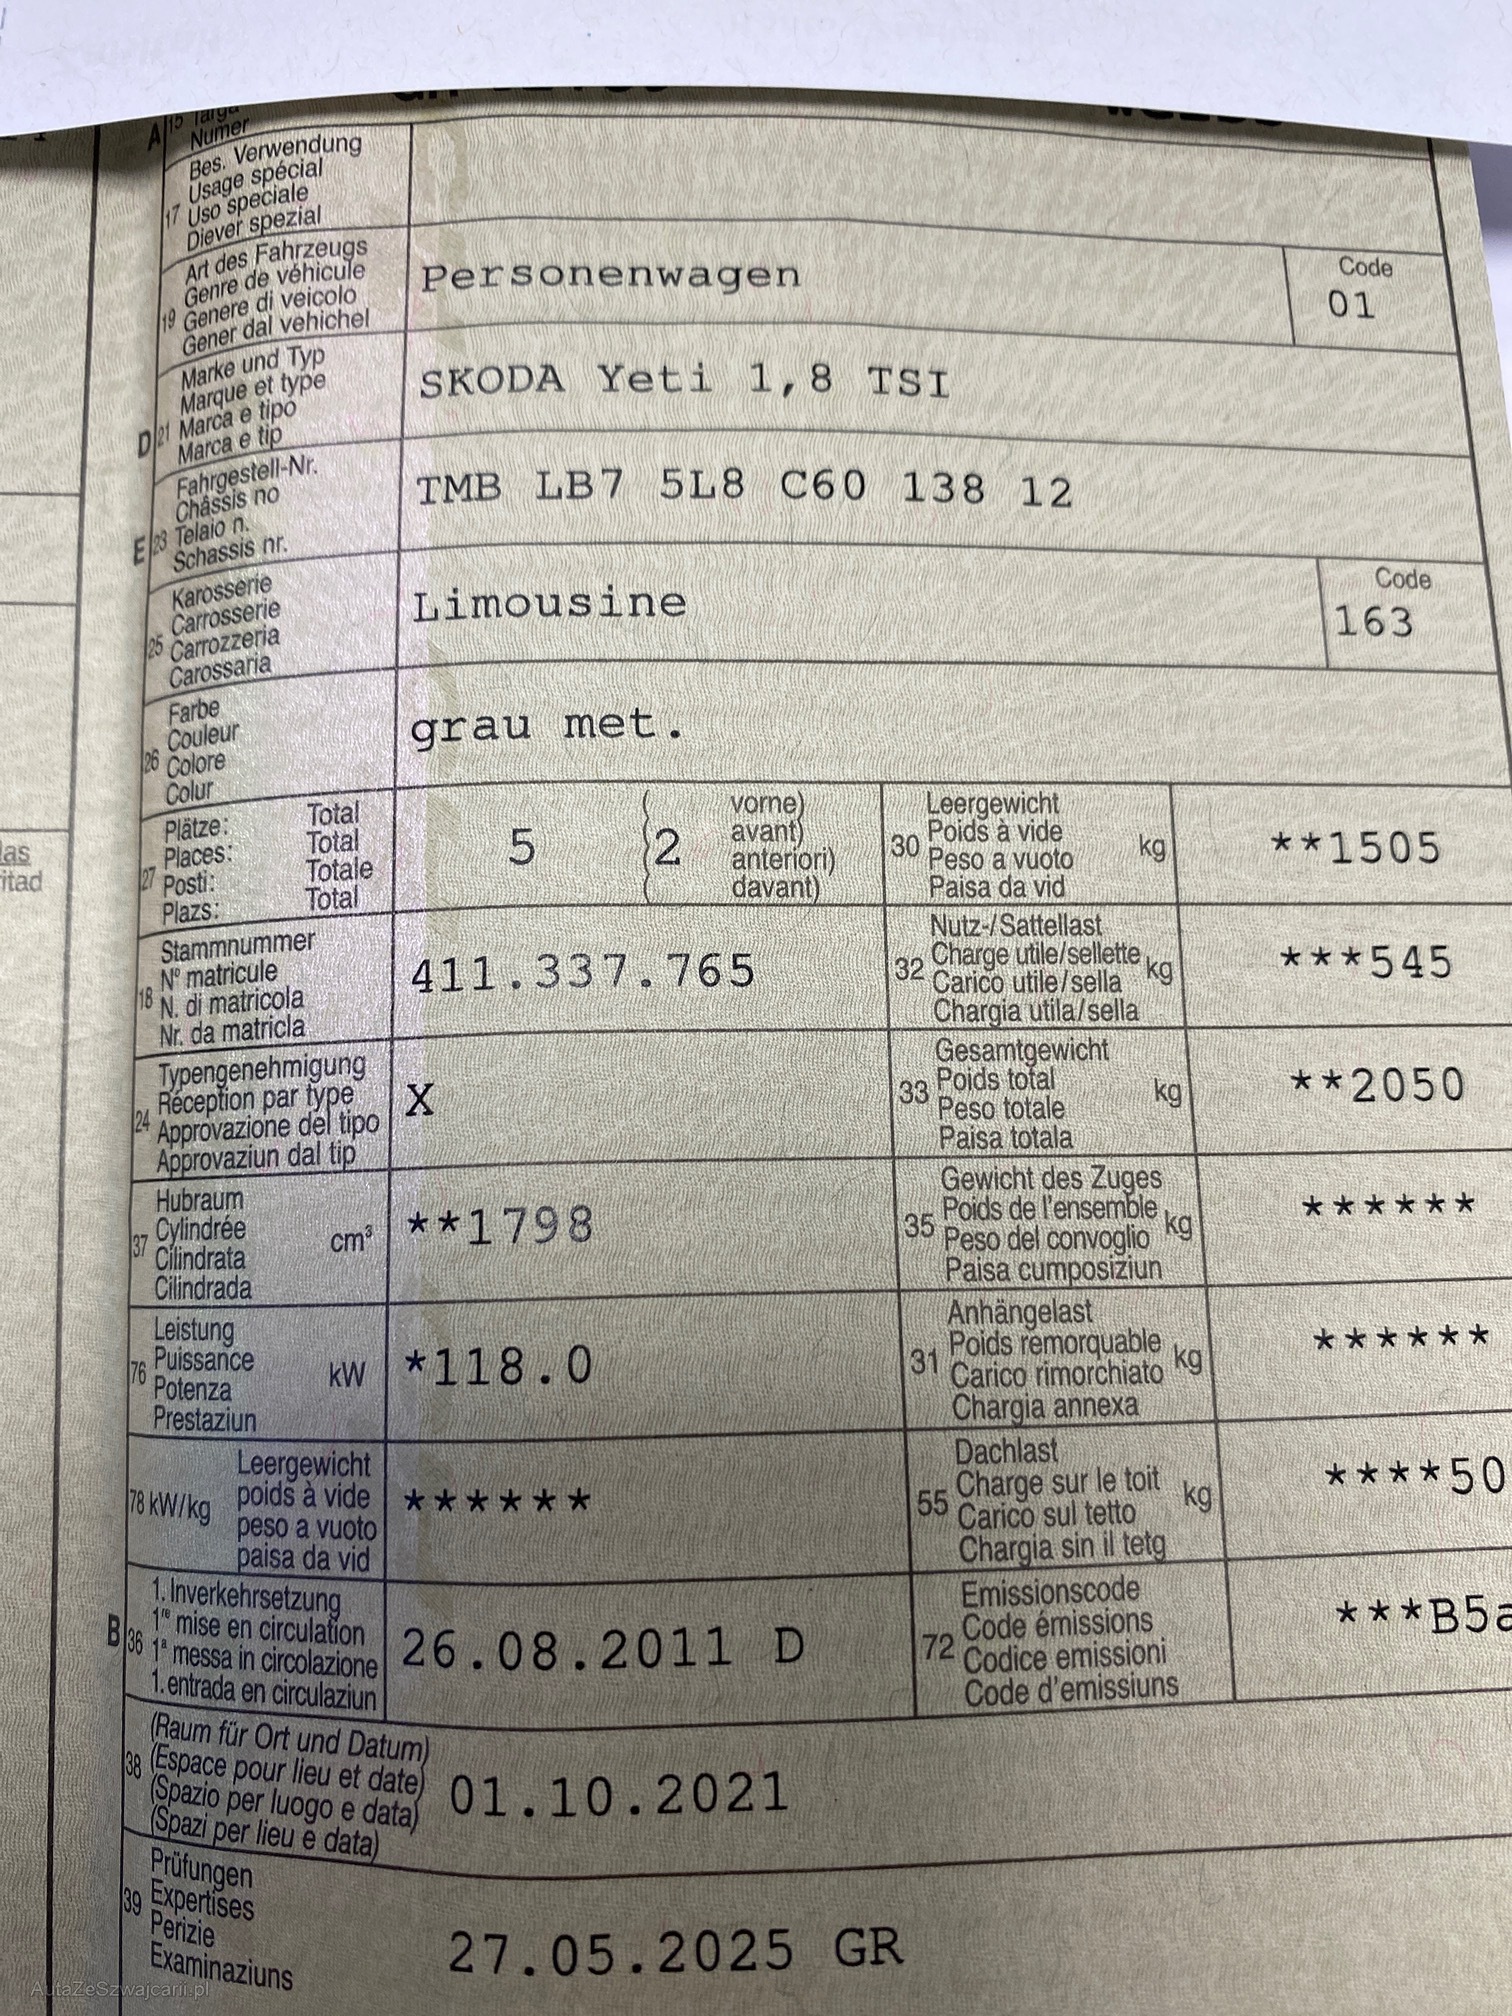 A 15 Targa
Numer
Bes. Verwendung
Usage spécial
17 Uso speciale
Diever spezial
Art des Fahrzeugs
Genre de véhicule
19 Genere di veicolo
Gener dal vehichel
Personenwagen
Code
01
Marke und Typ
Marque et type
D 21 Marca e tipo
Marca e tip
SKODA Yeti 1,8 TSI
Fahrgestell-Nr.
Châssis no
E 23 Telaio n.
Schassis nr.
TMB LB7 5L8 C60 138 12
Karosserie
Carrosserie
25 Carrozzeria
Carossaria
Limousine
Code
163
Farbe
Couleur
26 Colore
Colur
grau met.
Plätze: Total
Places: Total
27 Posti: Totale
Plazs: Total
5 (2 vorne)
avant)
anteriori)
davant)
Leergewicht
30 Poids à vide kg
Peso a vuoto
Paisa da vid
**1505
Stammnummer
N° matricule
18 N. di matricola
Nr. da matricla
411.337.765
Nutz-/Sattellast
32 Charge utile/sellette kg
Carico utile/sella
Chargia utila/sella
***545
Typengenehmigung
Réception par type
24 Approvazione del tipo
Approvaziun dal tip
X
Gesamtgewicht
33 Poids total kg
Peso totale
Paisa totala
**2050
Hubraum
37 Cylindrée cm³
Cilindrata
Cilindrada
**1798
Gewicht des Zuges
35 Poids de l'ensemble kg
Peso del convoglio
Paisa cumposiziun
******
Leistung
76 Puissance kW
Potenza
Prestaziun
*118.0
Anhängelast
31 Poids remorquable kg
Carico rimorchiato
Chargia annexa
******
78 kW/kg Leergewicht
poids à vide
peso a vuoto
paisa da vid
******
Dachlast
55 Charge sur le toit kg
Carico sul tetto
Chargia sin il tetg
****50
1. Inverkehrsetzung
B 36 1re mise en circulation
1a messa in circolazione
1. entrada en circulaziun
26.08.2011 D
Emissionscode
72 Code émissions
Codice emissioni
Code d'emissiuns
***B5a
(Raum für Ort und Datum)
38 (Espace pour lieu et date)
(Spazio per luogo e data)
(Spazi per lieu e data)
01.10.2021
Prüfungen
39 Expertises
Perizie
Examinaziuns
27.05.2025 GR
AutaZeSzwajcarii.pl